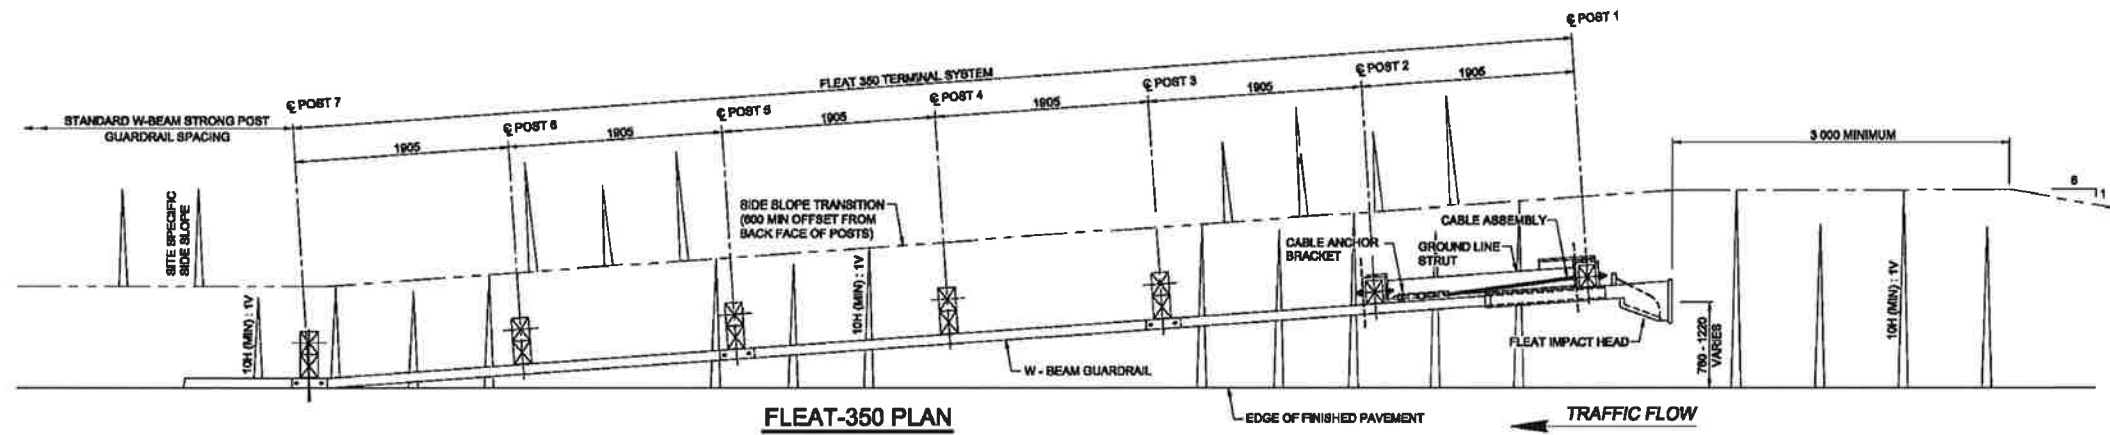 ℄ POST 1
FLEAT 350 TERMINAL SYSTEM
℄ POST 2
1905
℄ POST 3
1905
℄ POST 4
1905
℄ POST 5
1905
℄ POST 6
1905
℄ POST 7
1905
STANDARD W-BEAM STRONG POST
GUARDRAIL SPACING
3 000 MINIMUM
6
1
SITE SPECIFIC
SIDE SLOPE
SIDE SLOPE TRANSITION
(600 MIN OFFSET FROM
BACK FACE OF POSTS)
CABLE ASSEMBLY
CABLE ANCHOR
BRACKET
GROUND LINE
STRUT
10H (MIN) : 1V
10H (MIN) : 1V
10H (MIN) : 1V
760 - 1220
VARIES
FLEAT IMPACT HEAD
W - BEAM GUARDRAIL
EDGE OF FINISHED PAVEMENT
FLEAT-350 PLAN
TRAFFIC FLOW